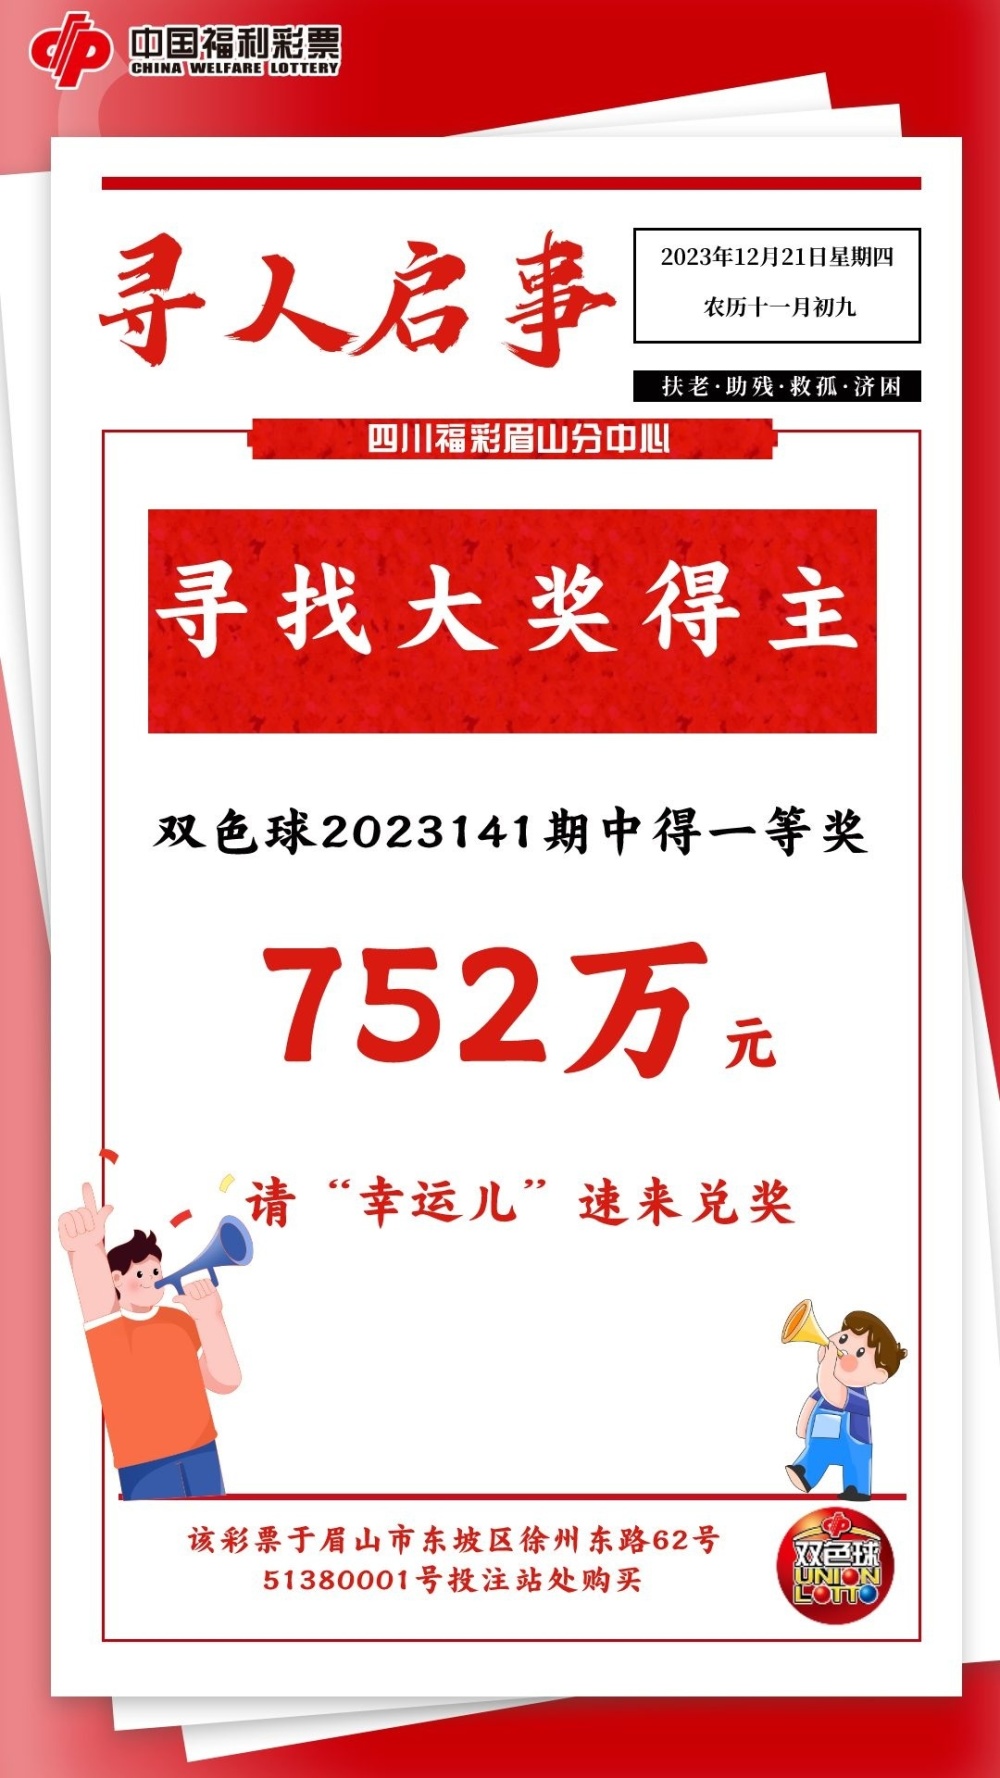 中国福利彩票
CHINA WELFARE LOTTERY
寻人启事
2023年12月21日星期四
农历十一月初九
扶老·助残·救孤·济困
四川福彩眉山分中心
寻找大奖得主
双色球2023141期中得一等奖
752万元
请“幸运儿”速来兑奖
该彩票于眉山市东坡区徐州东路62号
51380001号投注站处购买
双色球
UNION
LOTTO